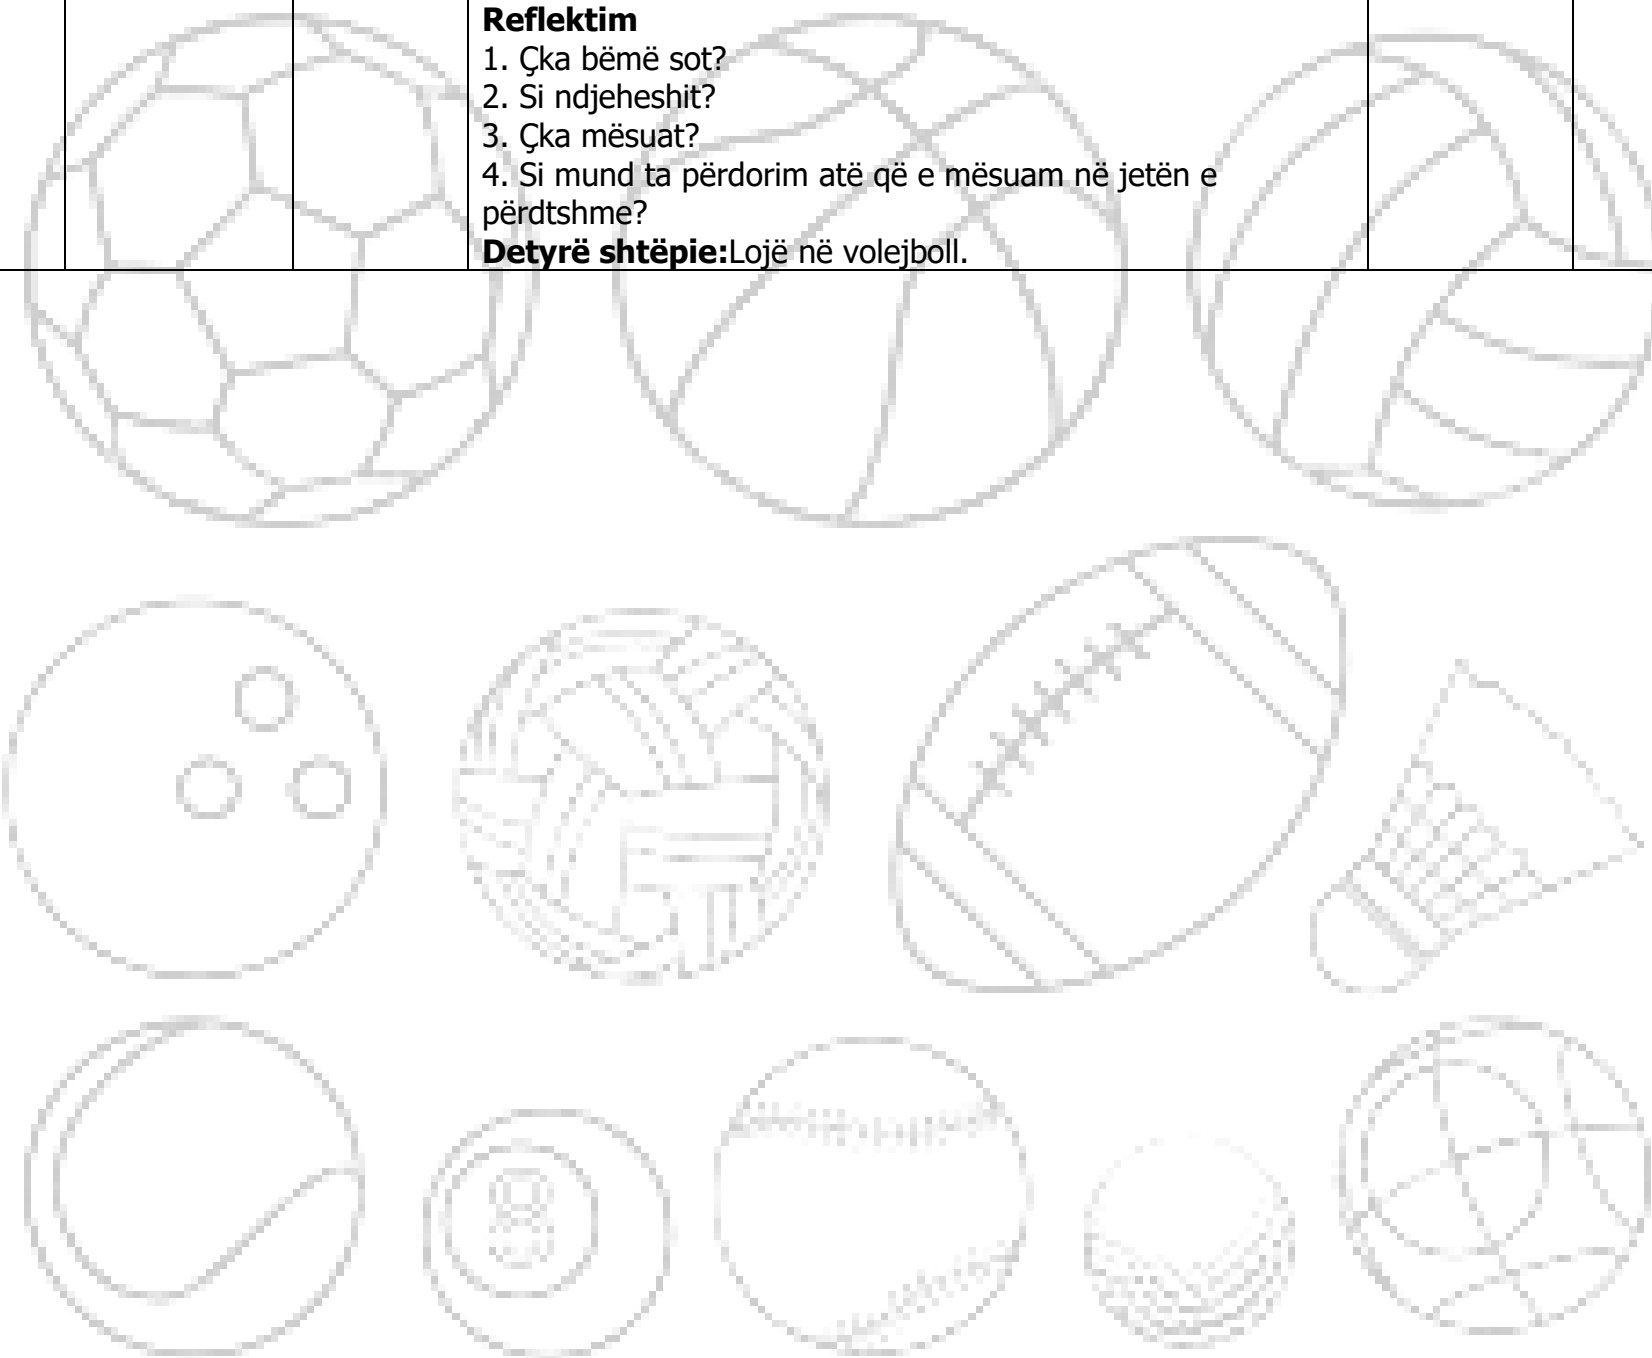 Reflektim
1. Çka bëmë sot?
2. Si ndjeheshit?
3. Çka mësuat?
4. Si mund ta përdorim atë që e mësuam në jetën e
përdtshme?
Detyrë shtëpie:Lojë në volejboll.
8